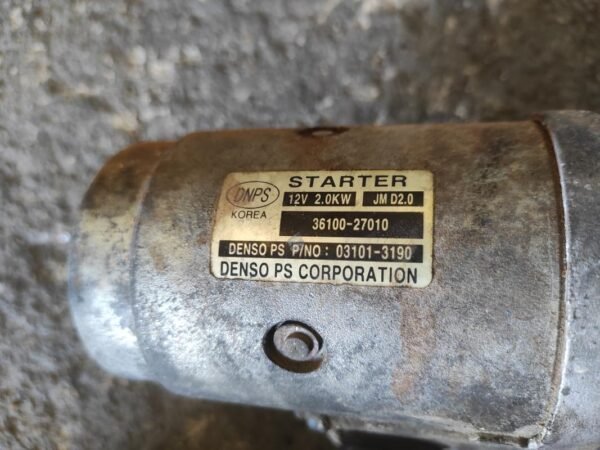 STARTER
DNPS 12V 2.0KW JM D2.0
KOREA 36100-27010
DENSO PS P/NO: 03101-3190
DENSO PS CORPORATION